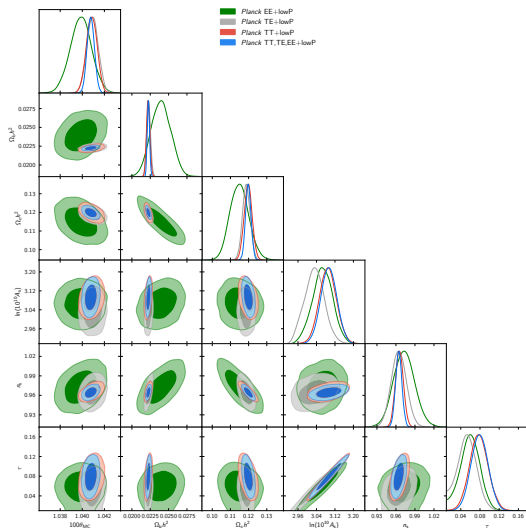 Planck EE+lowP
Planck TE+lowP
Planck TT+lowP
Planck TT,TE,EE+lowP
Ω_b h²
0.0275
0.0250
0.0225
0.0200
Ω_c h²
0.13
0.12
0.11
0.10
ln(10¹⁰A_s)
3.20
3.12
3.04
2.96
n_s
1.02
0.99
0.96
0.93
τ
0.16
0.12
0.08
0.04
1.038 1.040 1.042
100θ_MC
0.0200 0.0225 0.0250 0.0275
Ω_b h²
0.10 0.11 0.12 0.13
Ω_c h²
2.96 3.04 3.12 3.20
ln(10¹⁰A_s)
0.93 0.96 0.99 1.02
n_s
0.04 0.08 0.12 0.16
τ